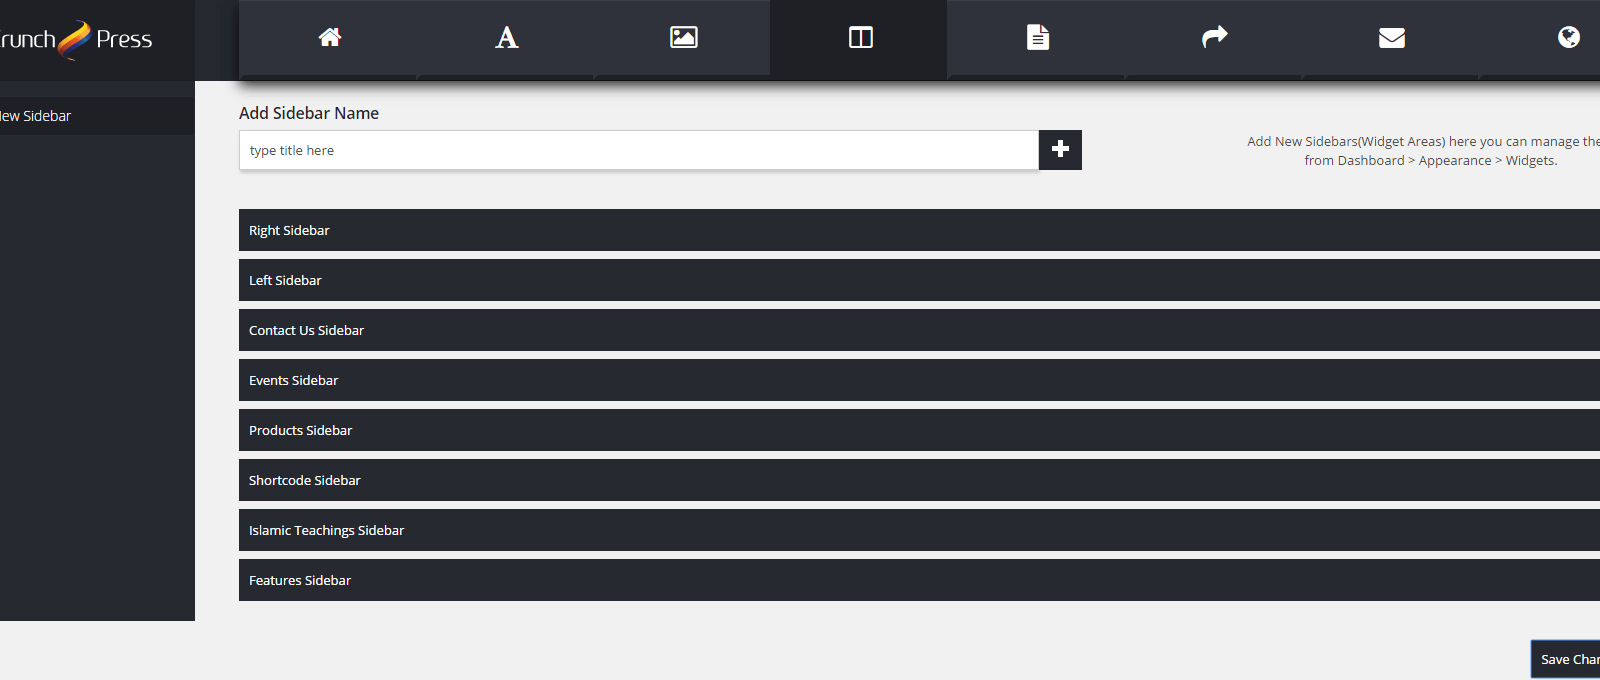 runch Press
ew Sidebar
Add Sidebar Name
type title here
Add New Sidebars(Widget Areas) here you can manage the
from Dashboard > Appearance > Widgets.
Right Sidebar
Left Sidebar
Contact Us Sidebar
Events Sidebar
Products Sidebar
Shortcode Sidebar
Islamic Teachings Sidebar
Features Sidebar
Save Chan